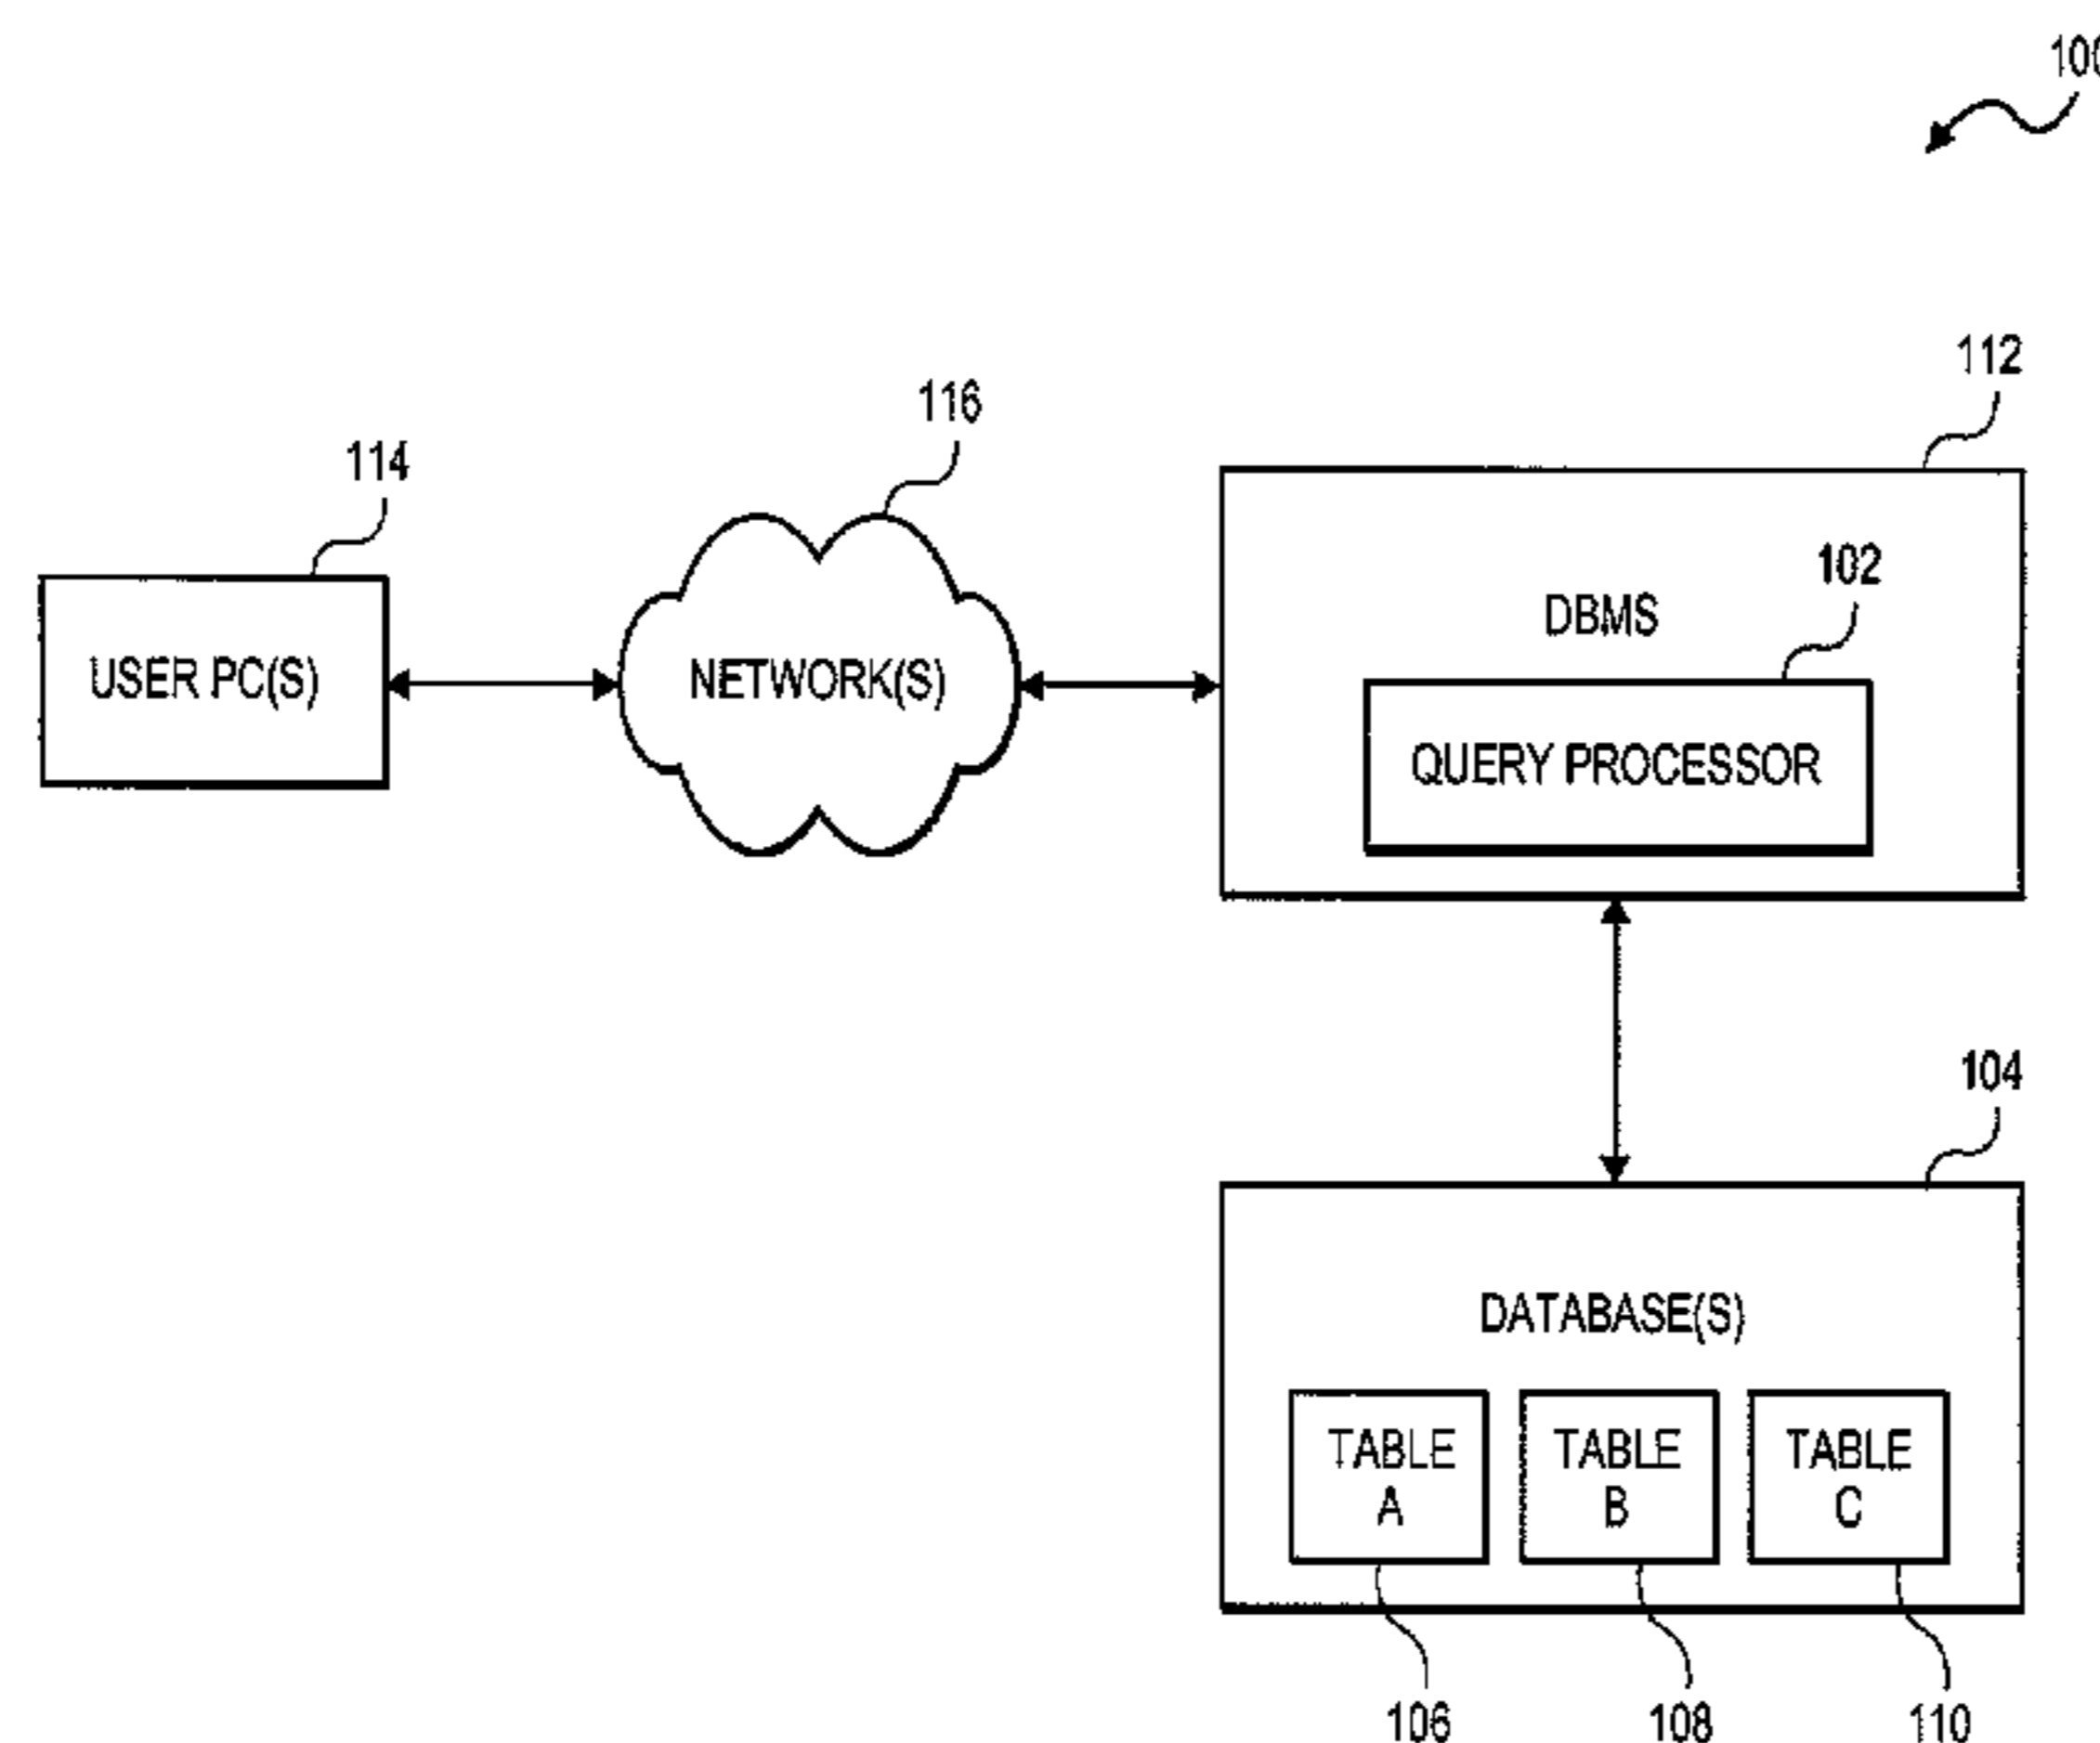 100
112
116
114
102
DBMS
USER PC(S)
NETWORK(S)
QUERY PROCESSOR
104
DATABASE(S)
TABLE
A
TABLE
B
TABLE
C
106
108
110